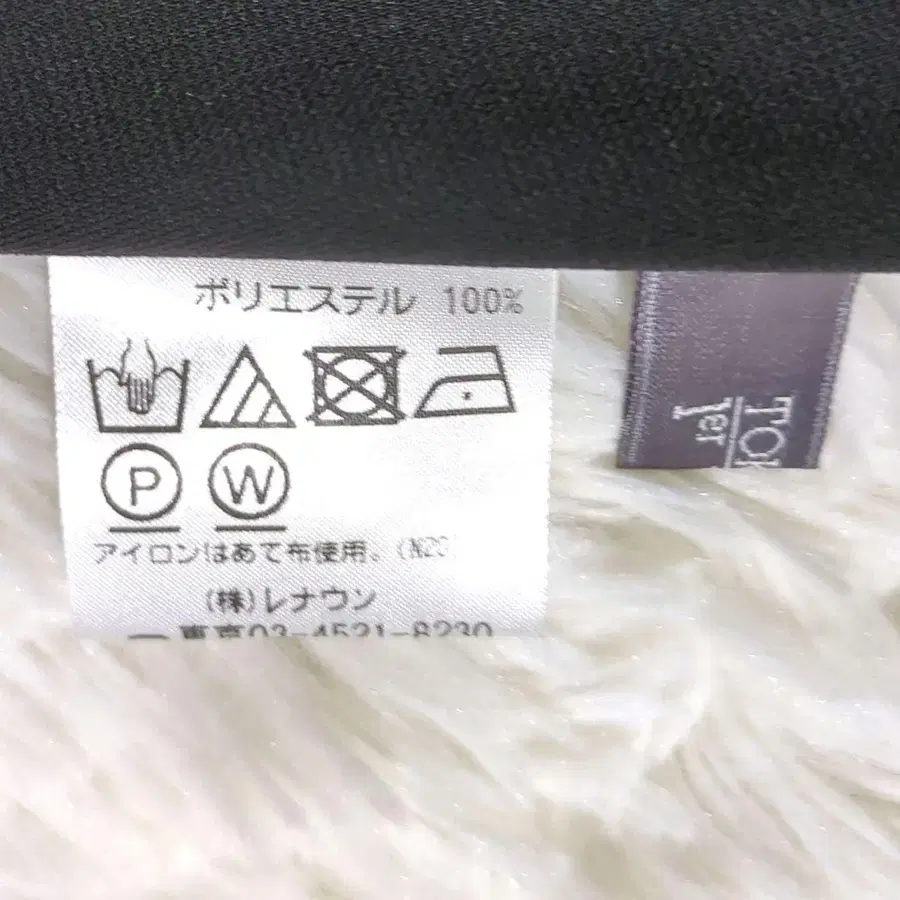 ポリエステル 100%
P W
アイロンはあて布使用。(N20
(株)レナウン
東京03-4521-8230
1er